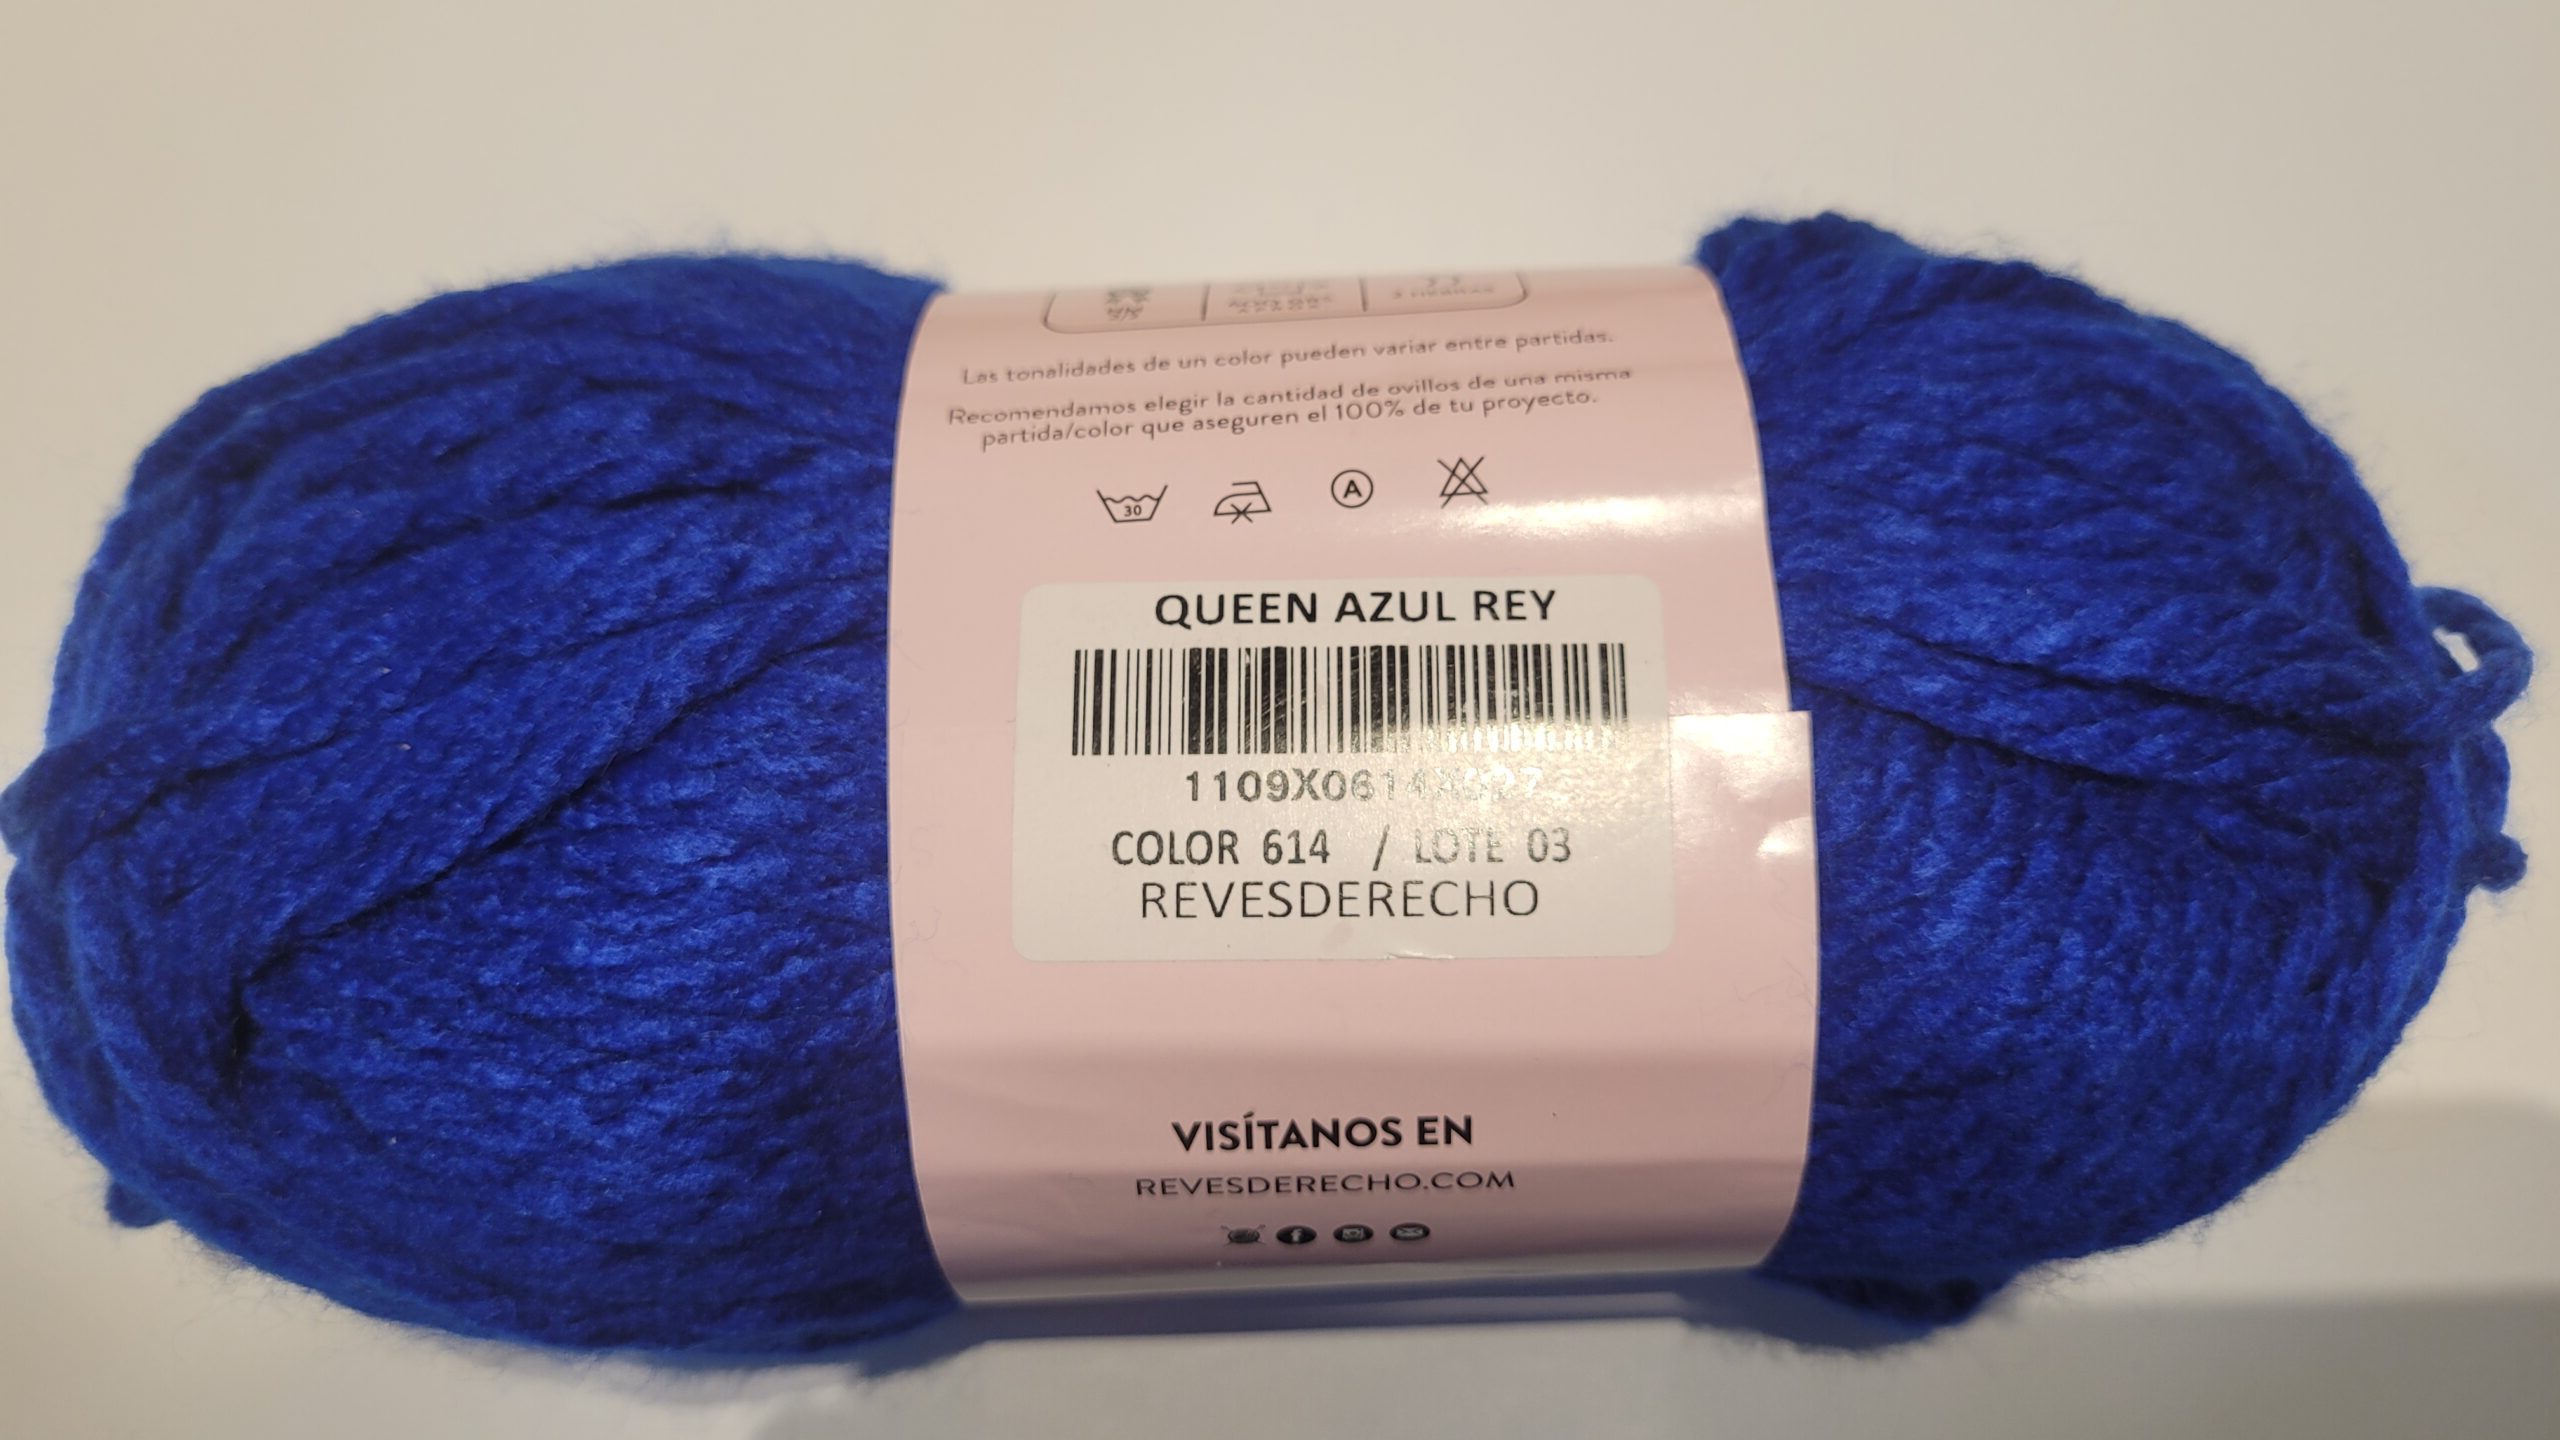 Las tonalidades de un color pueden variar entre partidas.
Recomendamos elegir la cantidad de ovillos de una misma
partida/color que aseguren el 100% de tu proyecto.
30
A
QUEEN AZUL REY
1109X0614X027
COLOR 614 / LOTE 03
REVESDERECHO
VISÍTANOS EN
REVESDERECHO.COM